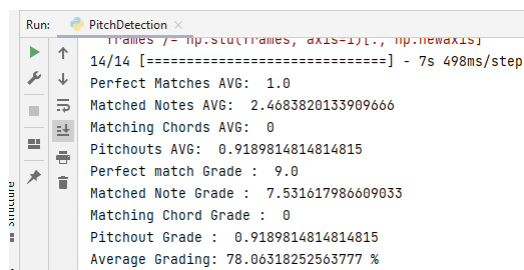 Run: PitchDetection
frames /= np.std(frames, axis=1)[:, np.newaxis]
14/14 [==============================] - 7s 498ms/step
Perfect Matches AVG:  1.0
Matched Notes AVG:  2.4683820133909666
Matching Chords AVG:  0
Pitchouts AVG:  0.9189814814814815
Perfect match Grade :  9.0
Matched Note Grade :  7.531617986609033
Matching Chord Grade :  0
Pitchout Grade :  0.9189814814814815
Average Grading: 78.06318252563777 %
Structure